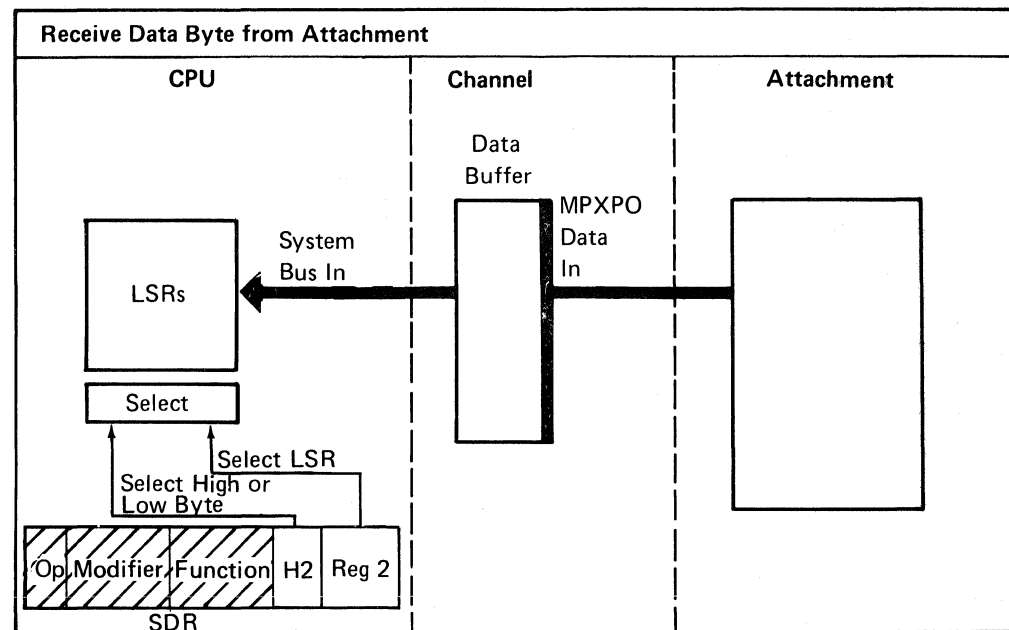 Receive Data Byte from Attachment
CPU
Channel
Attachment
Data
Buffer
MPXPO
Data
In
System
Bus In
LSRs
Select
Select LSR
Select High or
Low Byte
Op
Modifier
Function
H2
Reg 2
SDR